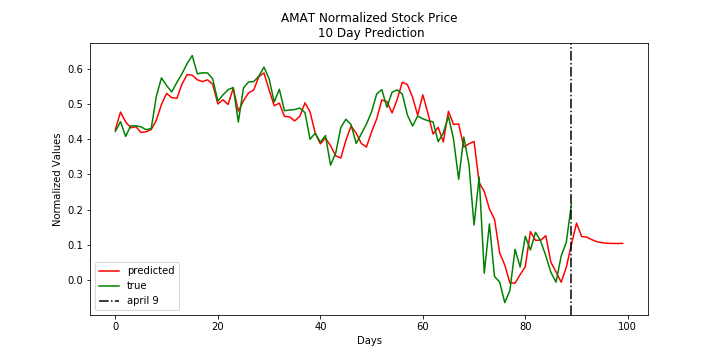 AMAT Normalized Stock Price
10 Day Prediction
Normalized Values
0.6
0.5
0.4
0.3
0.2
0.1
0.0
predicted
true
april 9
0
20
40
60
80
100
Days